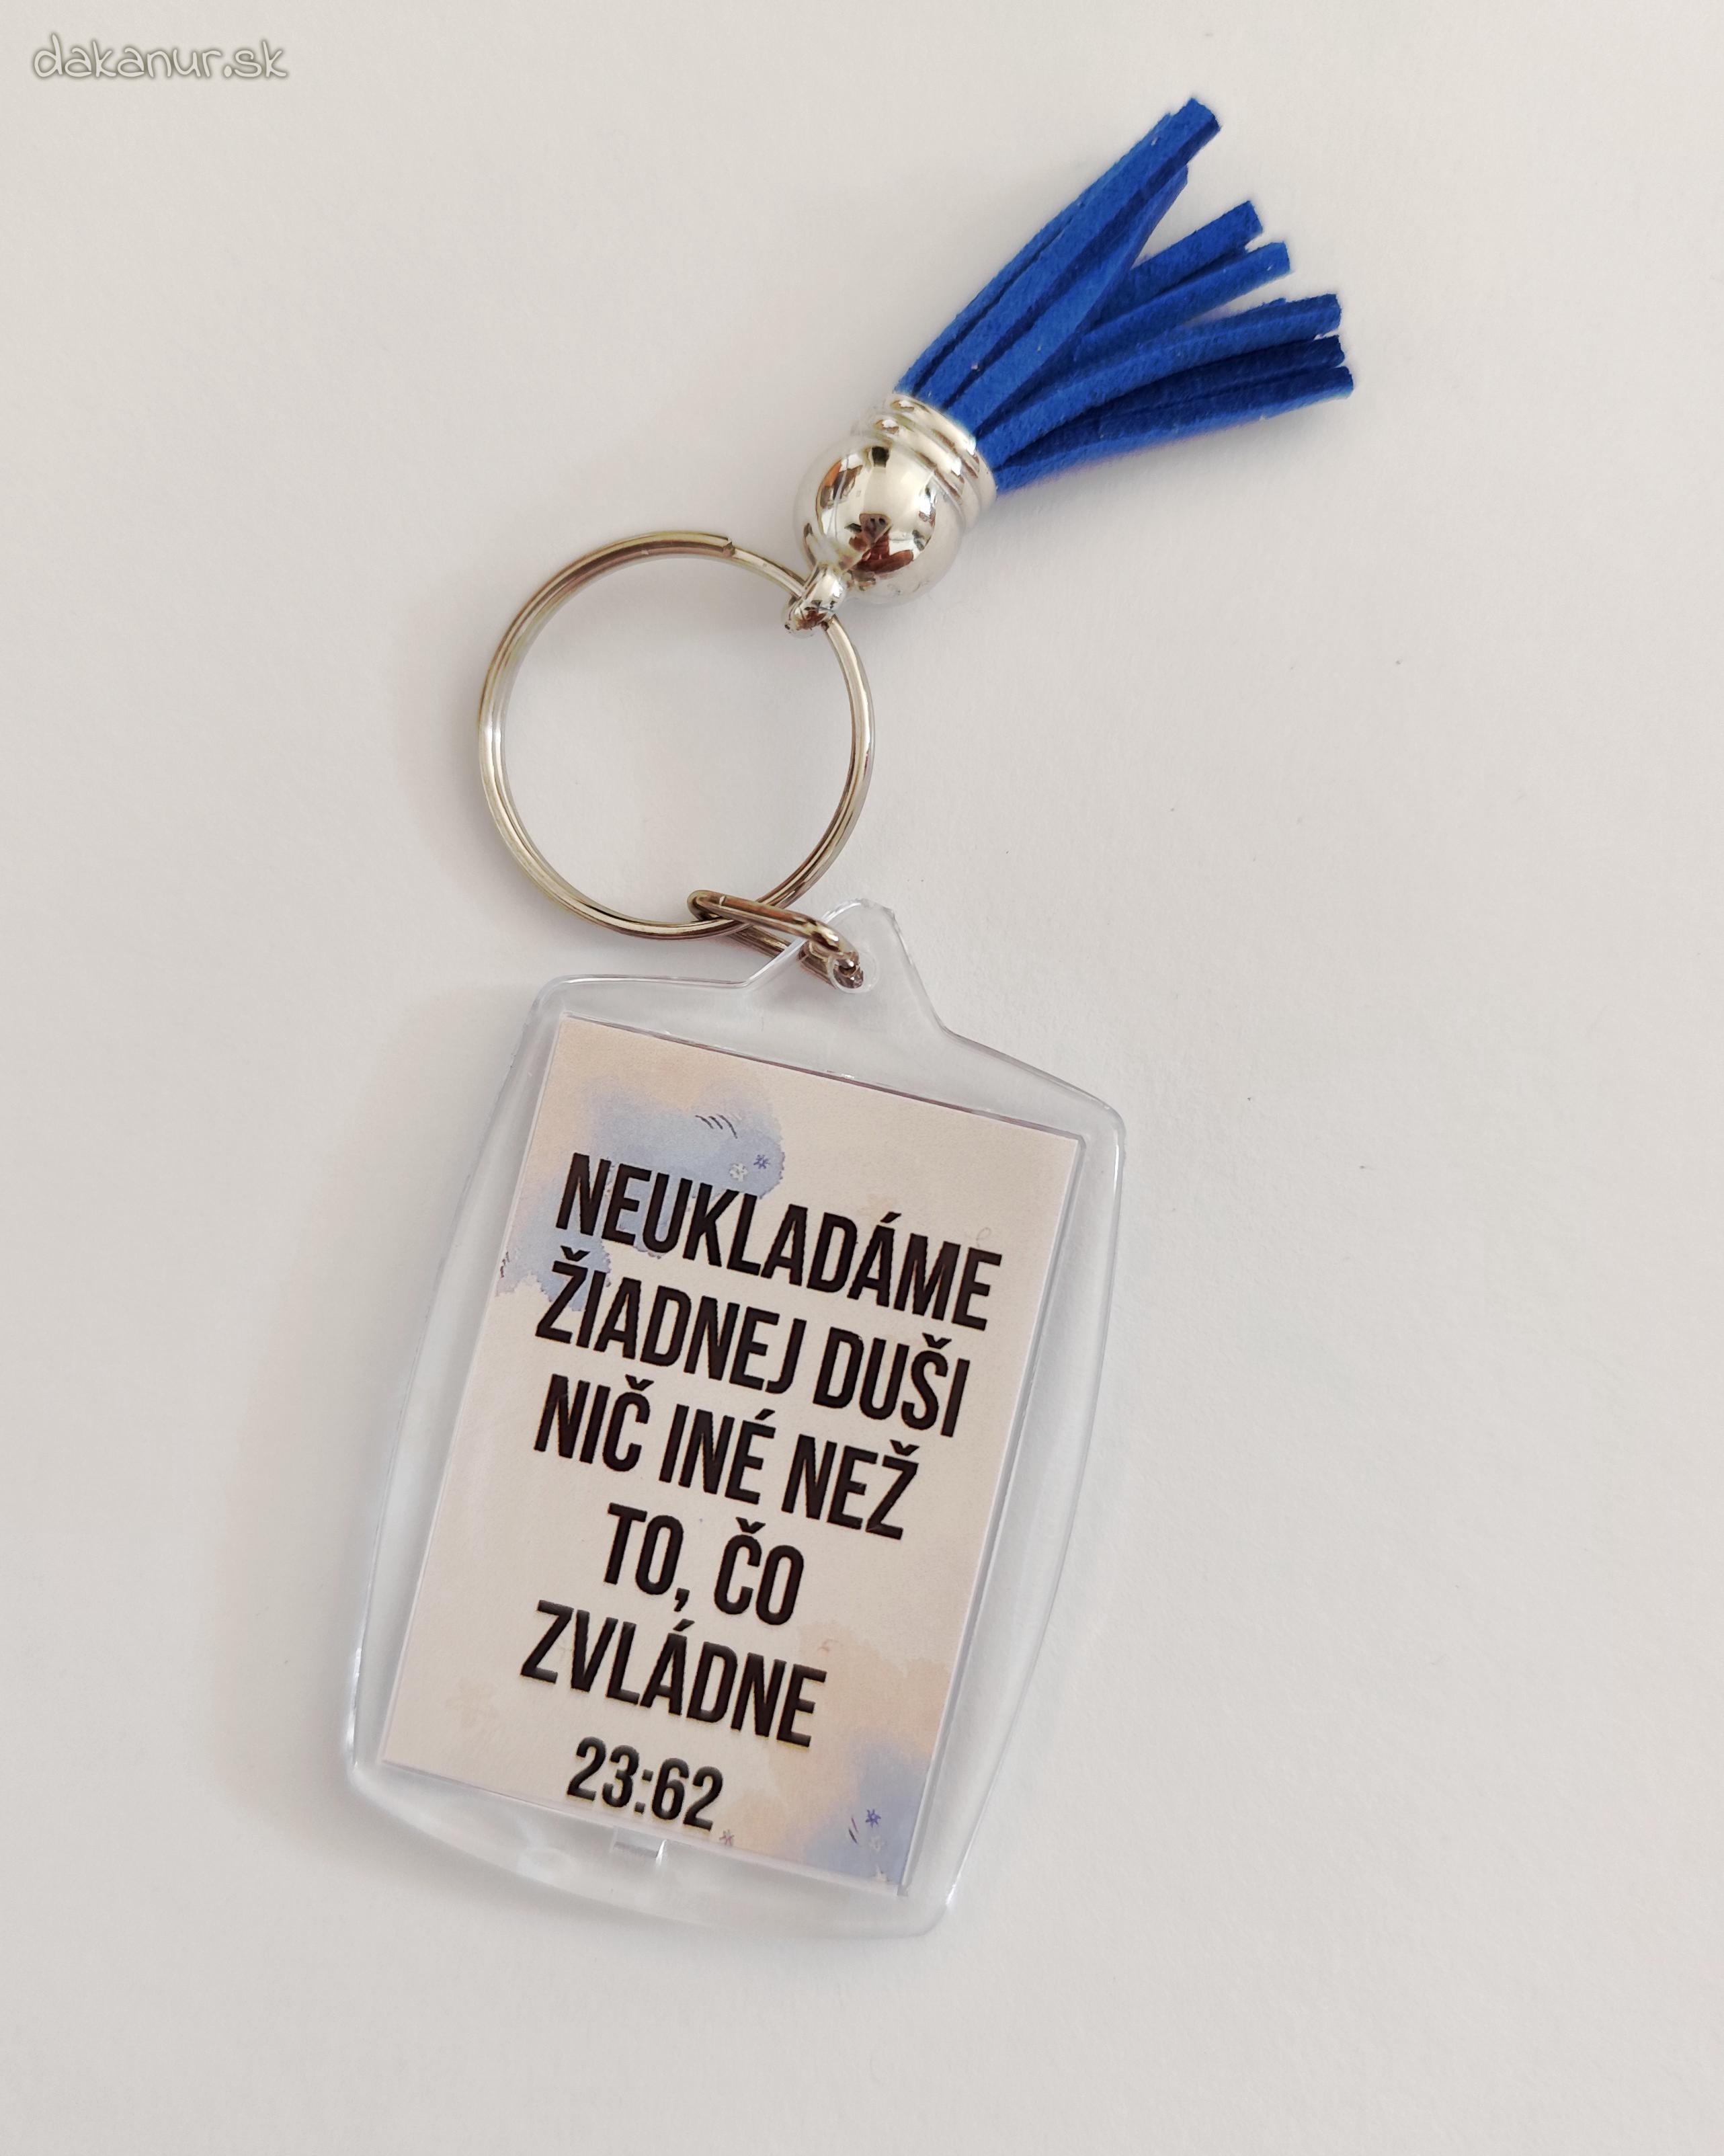 dakanur.sk
NEUKLADÁME
ŽIADNEJ DUŠI
NIČ INÉ NEŽ
TO, ČO
ZVLÁDNE
23:62